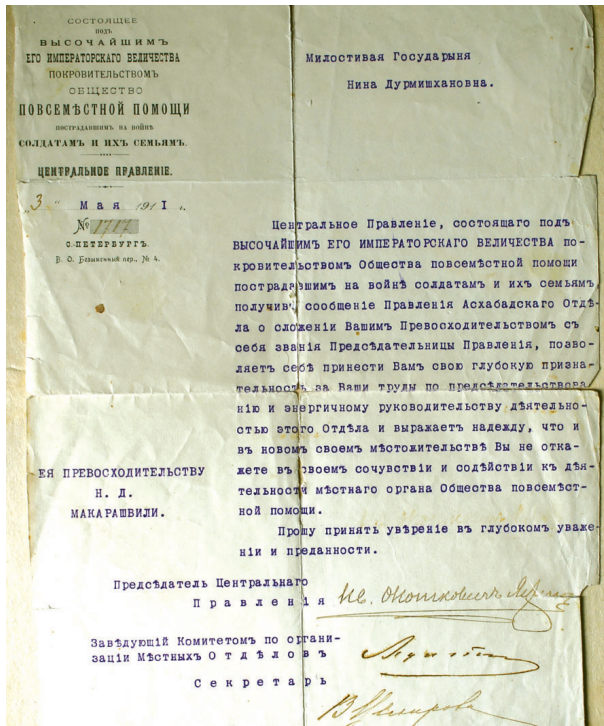 СОСТОЯЩЕЕ
ПОДЪ
ВЫСОЧАЙШИМЪ
ЕГО ИМПЕРАТОРСКАГО ВЕЛИЧЕСТВА
ПОКРОВИТЕЛЬСТВОМЪ
ОБЩЕСТВО
ПОВСЕМѢСТНОЙ ПОМОЩИ
ПОСТРАДАВШИМЪ НА ВОЙНѢ
СОЛДАТАМЪ И ИХЪ СЕМЬЯМЪ.
ЦЕНТРАЛЬНОЕ ПРАВЛЕНІЕ.
„3" Мая 1911 г.
№ 1717
С.ПЕТЕРБУРГЪ.
В. О. Безымянный пер., № 4.
Милостивая Государыня
Нина Дурмишхановна.
Центральное Правленіе, состоящаго подъ
ВЫСОЧАЙШИМЪ ЕГО ИМПЕРАТОРСКАГО ВЕЛИЧЕСТВА по-
кровительствомъ Общества повсемѣстной помощи
пострадавшимъ на войнѣ солдатамъ и ихъ семьямъ,
получивъ сообщеніе Правленія Асхабадскаго Отдѣ-
ла о сложеніи Вашимъ Превосходительствомъ съ
себя званія Предсѣдательницы Правленія, позво-
ляетъ себѣ принести Вамъ свою глубокую призна-
тельность за Ваши труды по предсѣдательствова
нію и энергичному руководительству дѣятельно-
стью этого Отдѣла и выражаетъ надежду, что и
въ новомъ своемъ мѣстожительствѣ Вы не отка-
жете въ своемъ сочувствіи и содѣйствіи къ дѣя-
тельности мѣстнаго органа Общества повсемѣст-
ной помощи.
Прошу принять увѣреніе въ глубокомъ уваже-
ніи и преданности.
ЕЯ ПРЕВОСХОДИТЕЛЬСТВУ
Н. Д.
МАКАРАШВИЛИ.
Предсѣдатель Центральнаго
Правленія
Завѣдующій Комитетомъ по органи-
заціи Мѣстныхъ Отдѣловъ
Секретарь